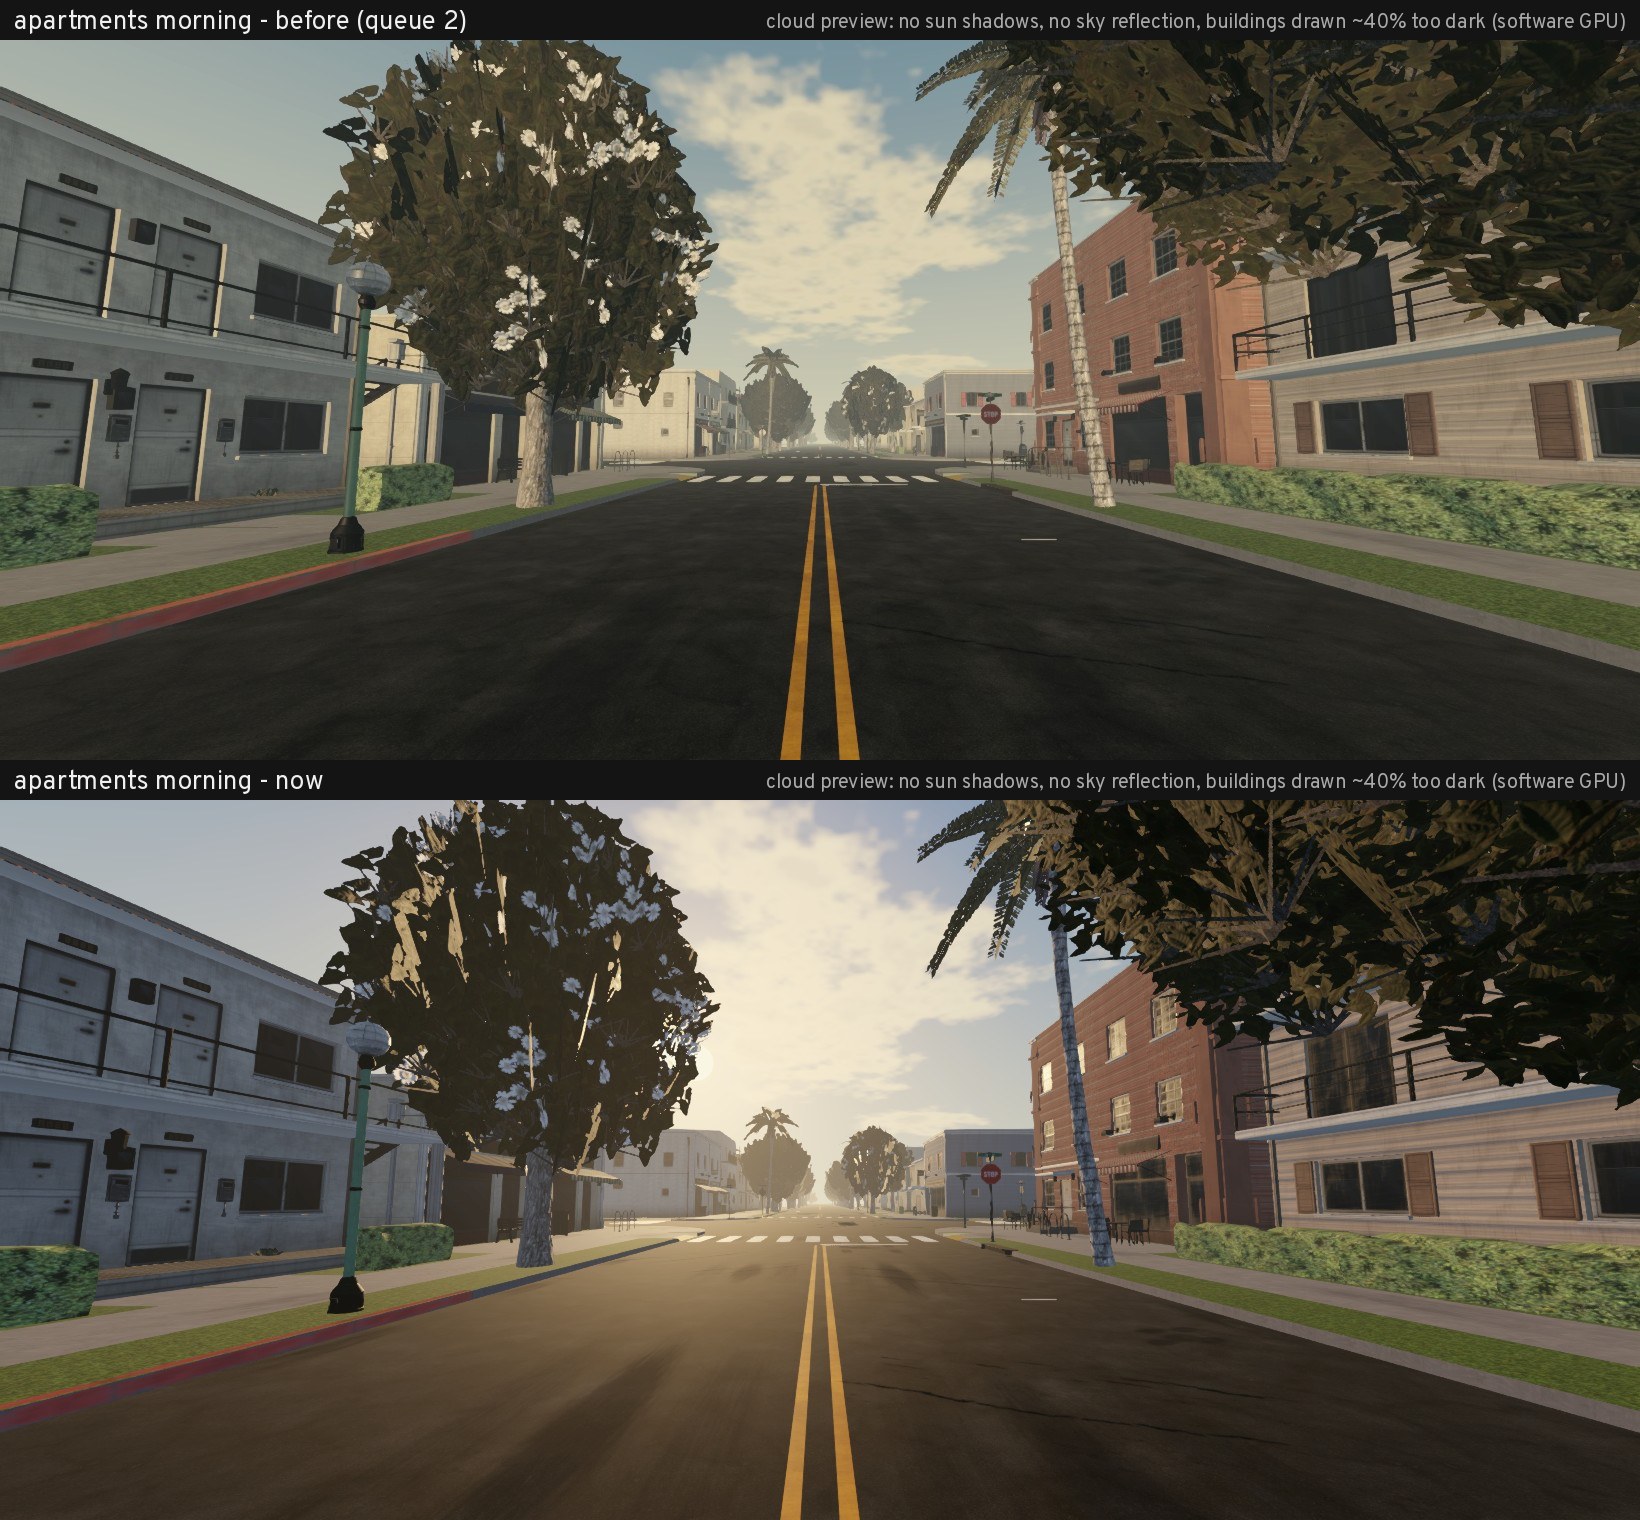 apartments morning - before (queue 2)
cloud preview: no sun shadows, no sky reflection, buildings drawn ~40% too dark (software GPU)
STOP
apartments morning - now
cloud preview: no sun shadows, no sky reflection, buildings drawn ~40% too dark (software GPU)
STOP